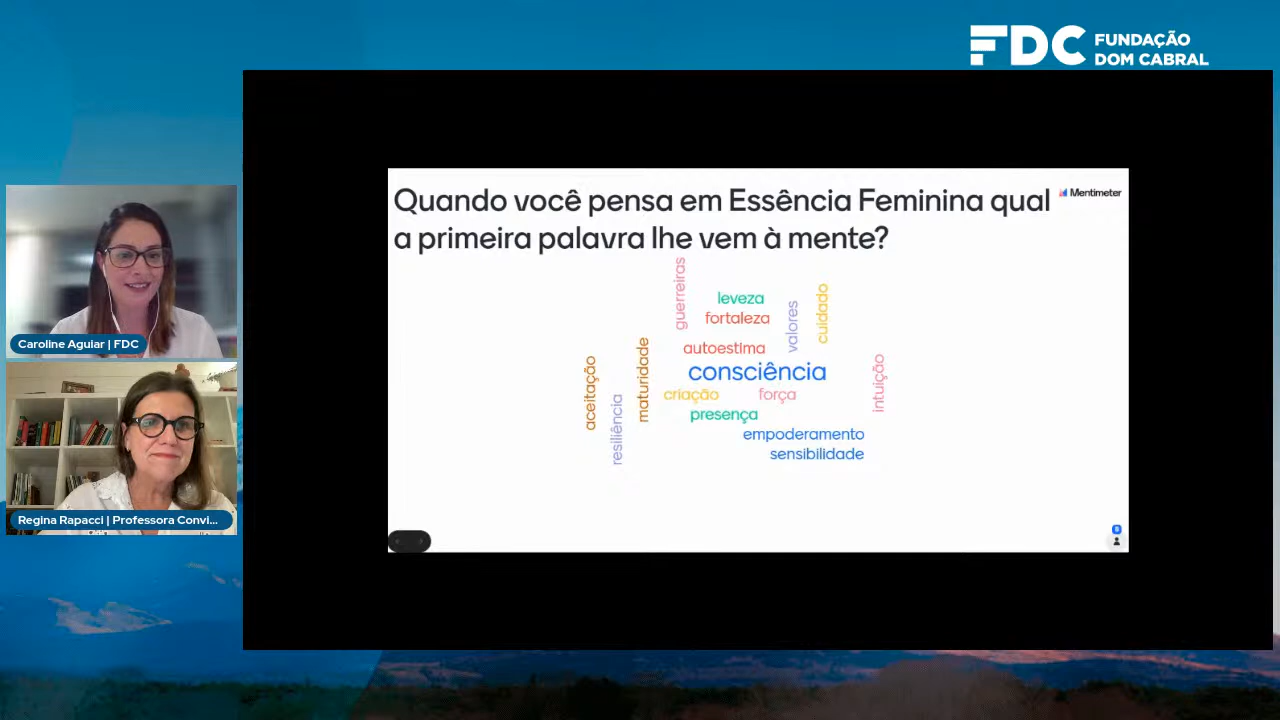 FDC FUNDAÇÃO
DOM CABRAL
Quando você pensa em Essência Feminina qual
a primeira palavra lhe vem à mente?
Mentimeter
guerreiras
leveza
fortaleza
valores
cuidado
autoestima
consciência
aceitação
resiliência
maturidade
criação
força
presença
intuição
empoderamento
sensibilidade
Caroline Aguiar | FDC
Regina Rapacci | Professora Convi...